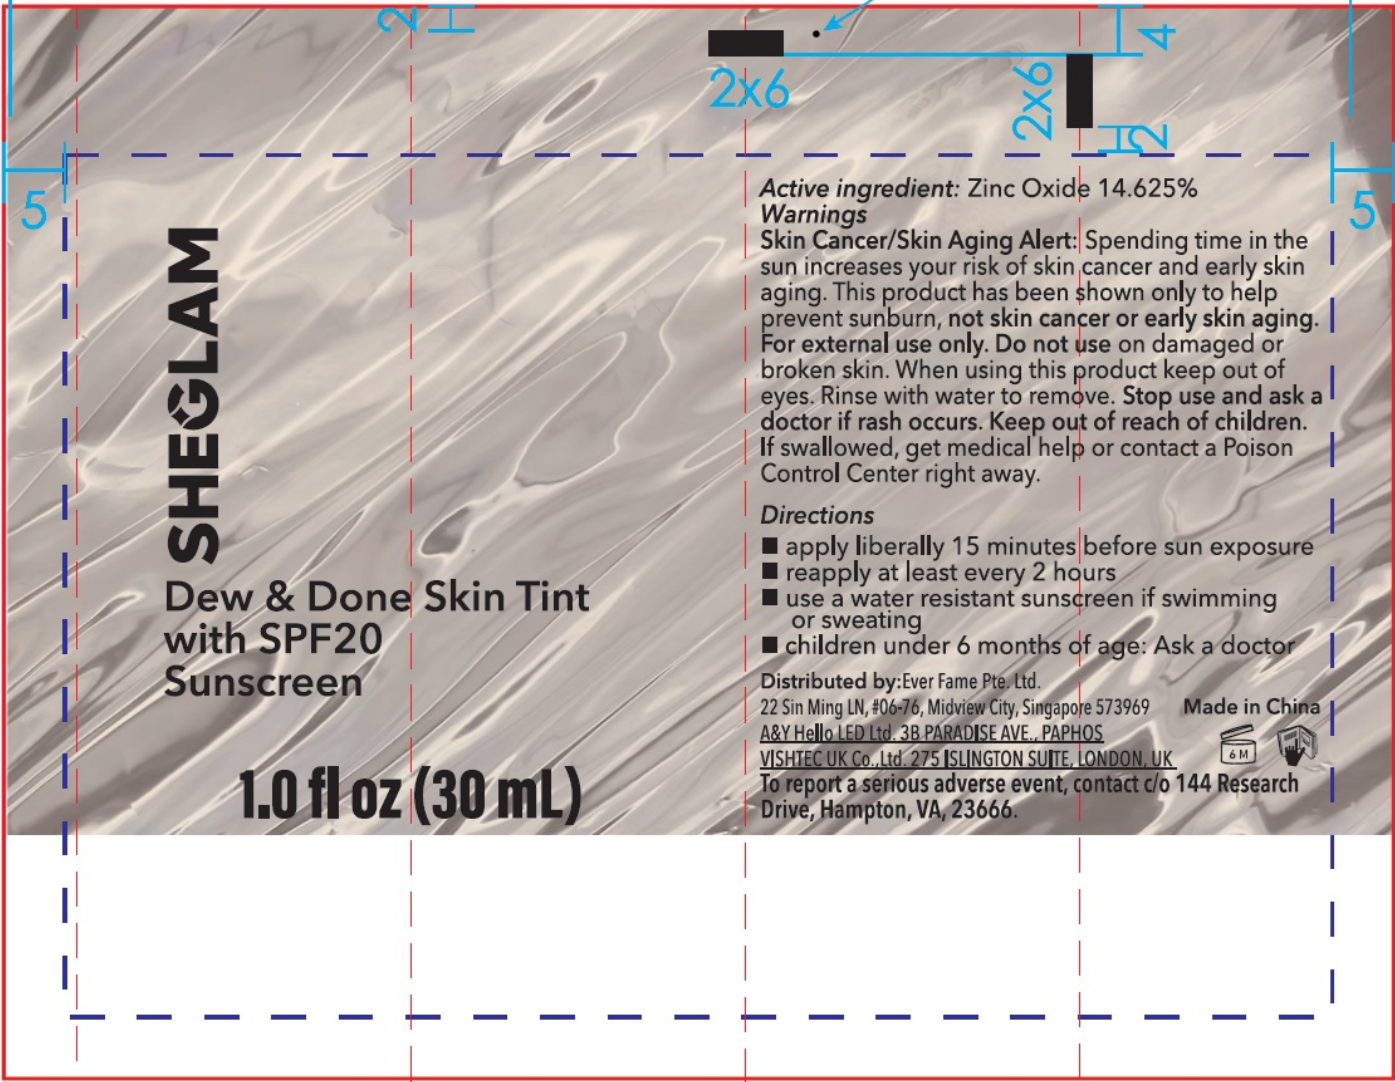 2
4
2x6
2x6
2
5
5
SHEGLAM
Dew & Done Skin Tint
with SPF20
Sunscreen
1.0 fl oz (30 mL)
Active ingredient: Zinc Oxide 14.625%
Warnings
Skin Cancer/Skin Aging Alert: Spending time in the
sun increases your risk of skin cancer and early skin
aging. This product has been shown only to help
prevent sunburn, not skin cancer or early skin aging.
For external use only. Do not use on damaged or
broken skin. When using this product keep out of
eyes. Rinse with water to remove. Stop use and ask a
doctor if rash occurs. Keep out of reach of children.
If swallowed, get medical help or contact a Poison
Control Center right away.
Directions
■ apply liberally 15 minutes before sun exposure
■ reapply at least every 2 hours
■ use a water resistant sunscreen if swimming
or sweating
■ children under 6 months of age: Ask a doctor
Distributed by:Ever Fame Pte. Ltd.
22 Sin Ming LN, #06-76, Midview City, Singapore 573969
Made in China
A&Y Hello LED Ltd. 3B PARADISE AVE., PAPHOS
VISHTEC UK Co.,Ltd. 275 ISLINGTON SUITE, LONDON, UK
6 M
To report a serious adverse event, contact c/o 144 Research
Drive, Hampton, VA, 23666.